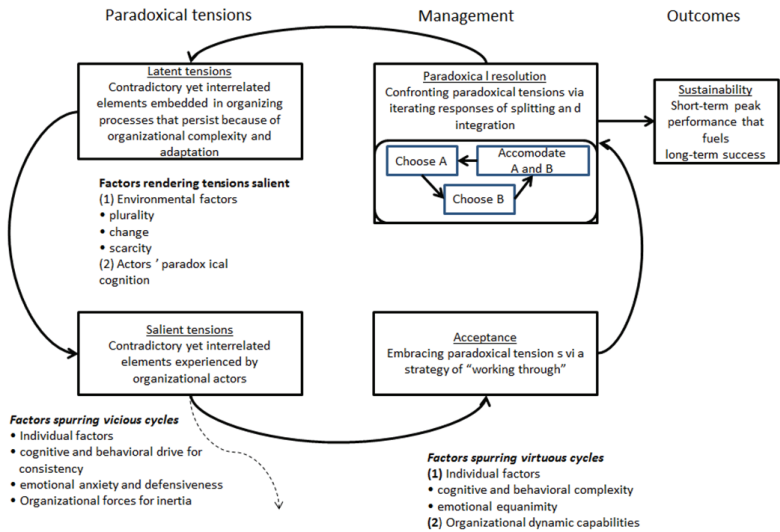 Paradoxical tensions
Management
Outcomes
Latent tensions
Contradictory yet interrelated
elements embedded in organizing
processes that persist because of
organizational complexity and
adaptation
Paradoxica l resolution
Confronting paradoxical tensions via
iterating responses of splitting an d
integration
Choose A
Accomodate
A and B
Choose B
Sustainability
Short-term peak
performance that
fuels
long-term success
Factors rendering tensions salient
(1) Environmental factors
• plurality
• change
• scarcity
(2) Actors ’ paradox ical
cognition
Salient tensions
Contradictory yet interrelated
elements experienced by
organizational actors
Acceptance
Embracing paradoxical tension s vi a
strategy of “working through”
Factors spurring vicious cycles
• Individual factors
• cognitive and behavioral drive for
consistency
• emotional anxiety and defensiveness
• Organizational forces for inertia
Factors spurring virtuous cycles
(1) Individual factors
• cognitive and behavioral complexity
• emotional equanimity
(2) Organizational dynamic capabilities